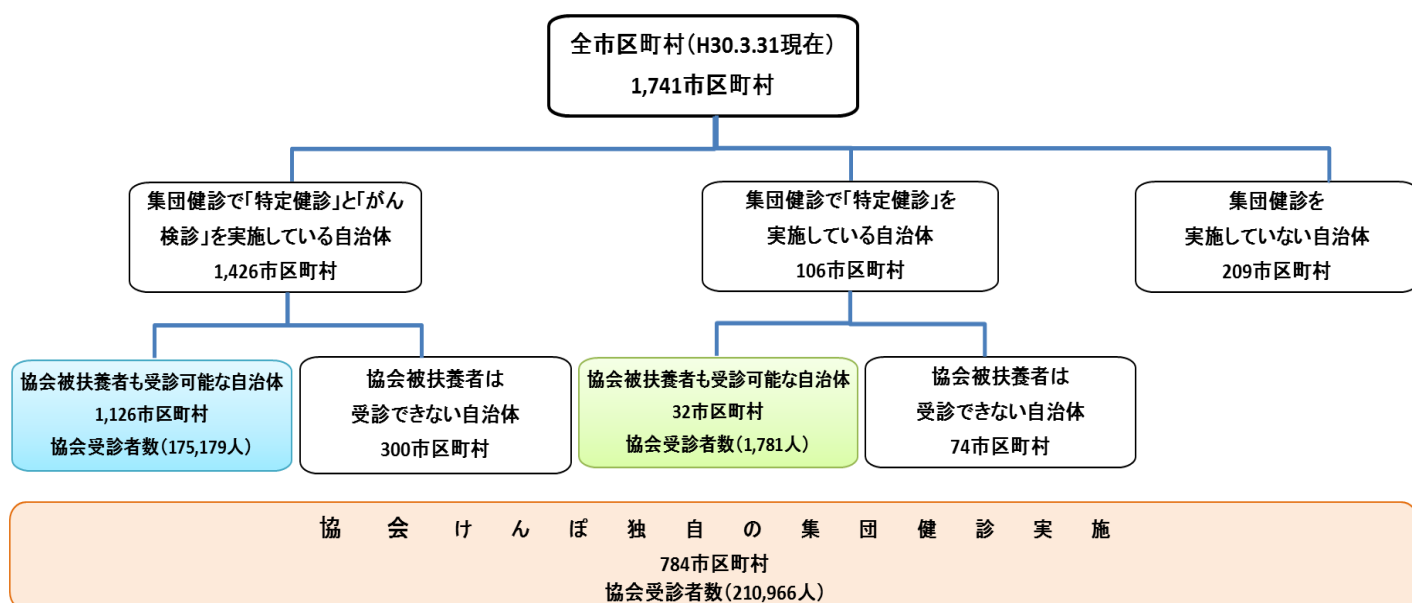 全市区町村(H30.3.31現在)
1,741市区町村
集団健診で「特定健診」と「がん
検診」を実施している自治体
1,426市区町村
集団健診で「特定健診」を
実施している自治体
106市区町村
集団健診を
実施していない自治体
209市区町村
協会被扶養者も受診可能な自治体
1,126市区町村
協会受診者数(175,179人)
協会被扶養者は
受診できない自治体
300市区町村
協会被扶養者も受診可能な自治体
32市区町村
協会受診者数(1,781人)
協会被扶養者は
受診できない自治体
74市区町村
協会けんぽ独自の集団健診実施
784市区町村
協会受診者数(210,966人)